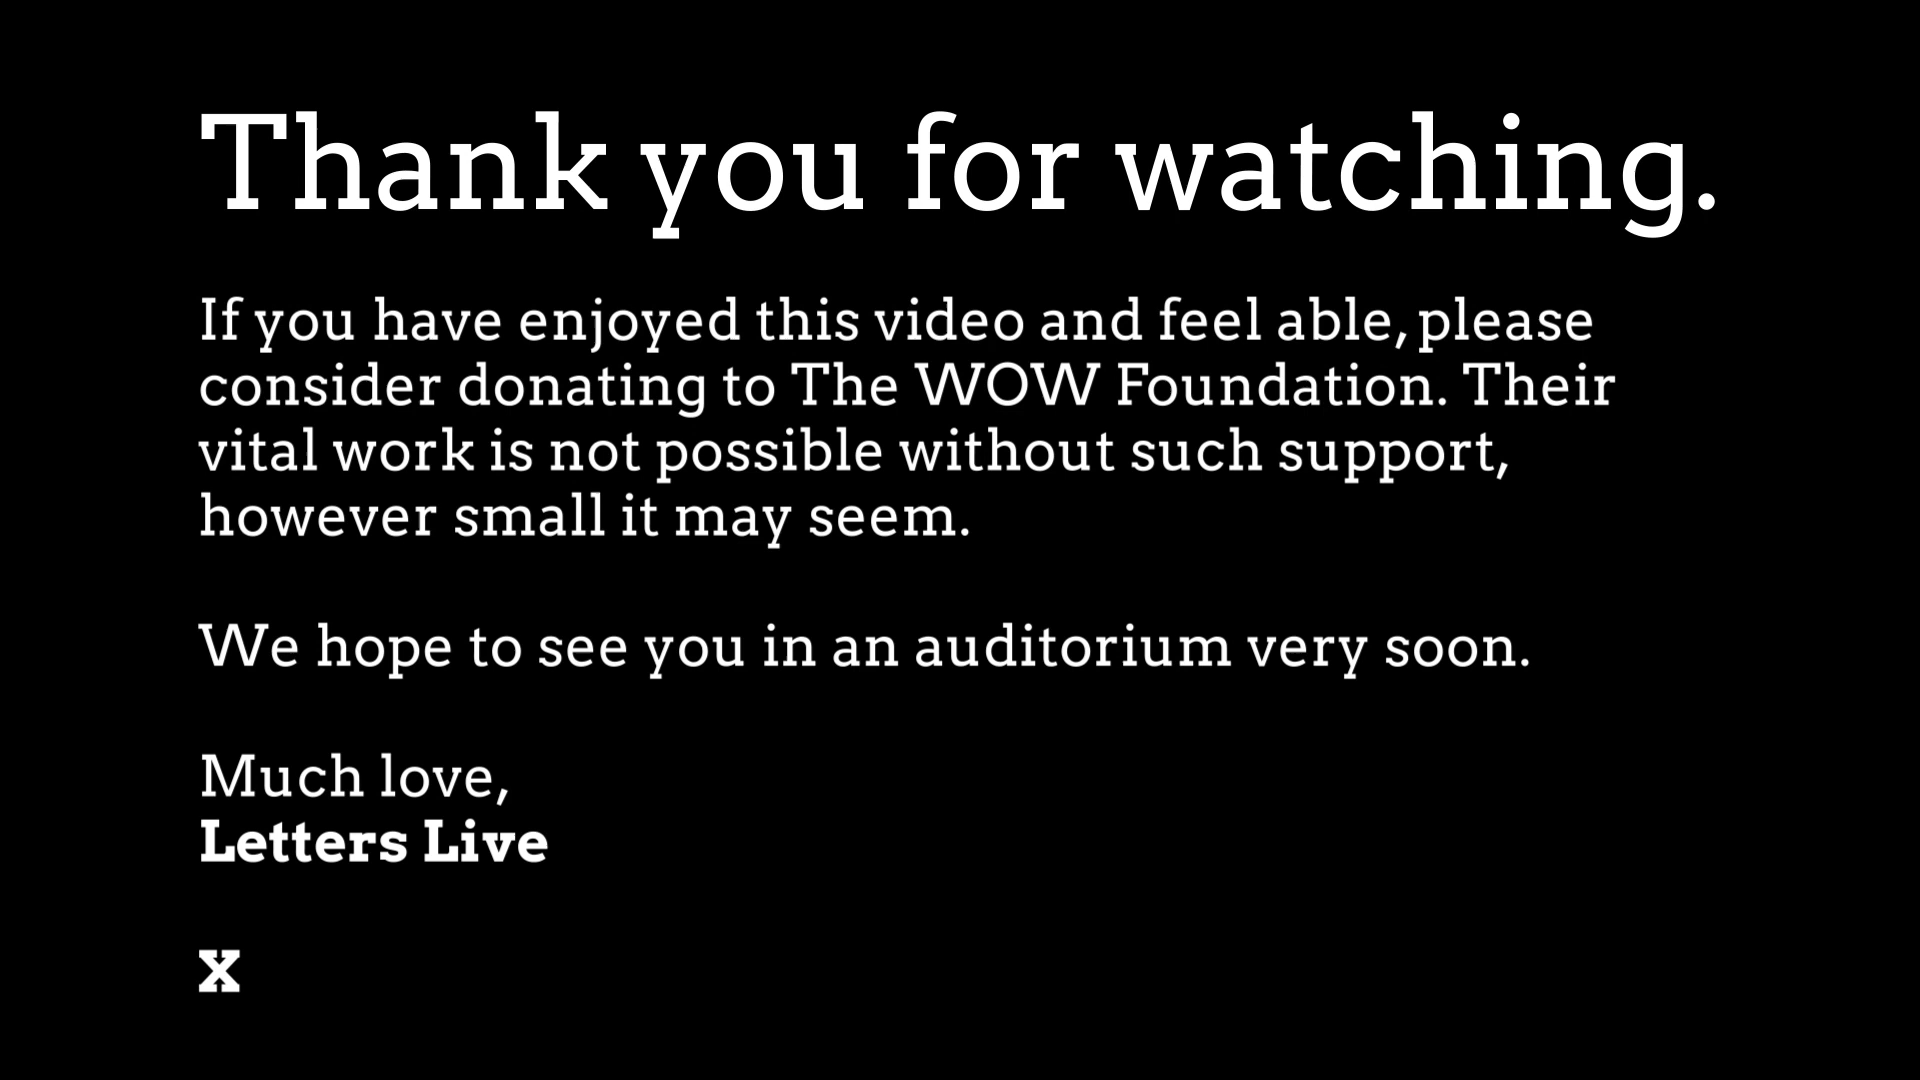 Thank you for watching.
If you have enjoyed this video and feel able, please
consider donating to The WOW Foundation. Their
vital work is not possible without such support,
however small it may seem.
We hope to see you in an auditorium very soon.
Much love,
Letters Live
x